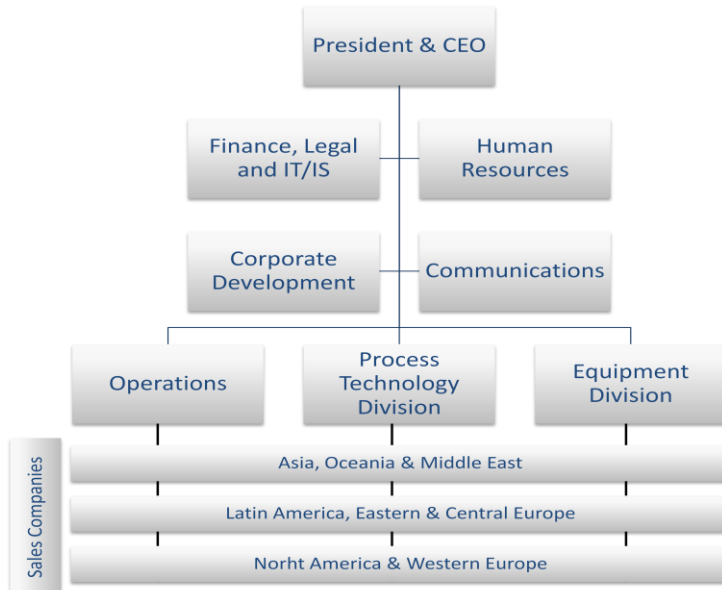 President & CEO
Finance, Legal
and IT/IS
Human
Resources
Corporate
Development
Communications
Operations
Process
Technology
Division
Equipment
Division
Sales Companies
Asia, Oceania & Middle East
Latin America, Eastern & Central Europe
Norht America & Western Europe